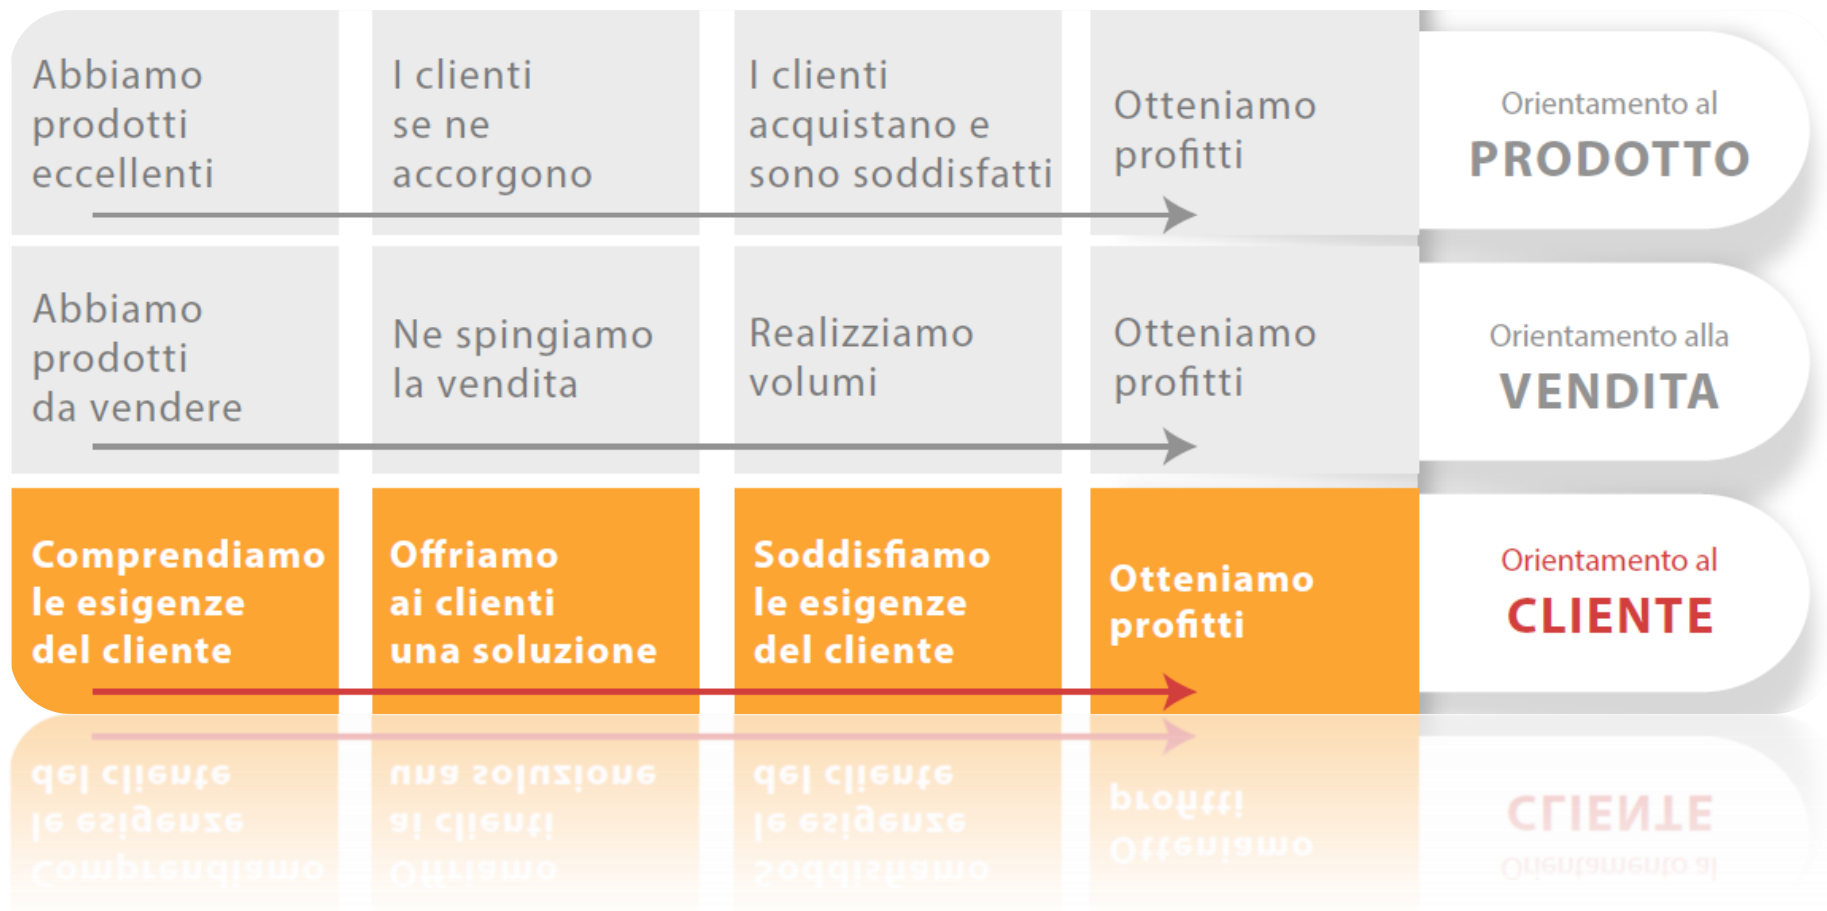 Abbiamo
prodotti
eccellenti
I clienti
se ne
accorgono
I clienti
acquistano e
sono soddisfatti
Otteniamo
profitti
Orientamento al
PRODOTTO
Abbiamo
prodotti
da vendere
Ne spingiamo
la vendita
Realizziamo
volumi
Otteniamo
profitti
Orientamento alla
VENDITA
Comprendiamo
le esigenze
del cliente
Offriamo
ai clienti
una soluzione
Soddisfiamo
le esigenze
del cliente
Otteniamo
profitti
Orientamento al
CLIENTE